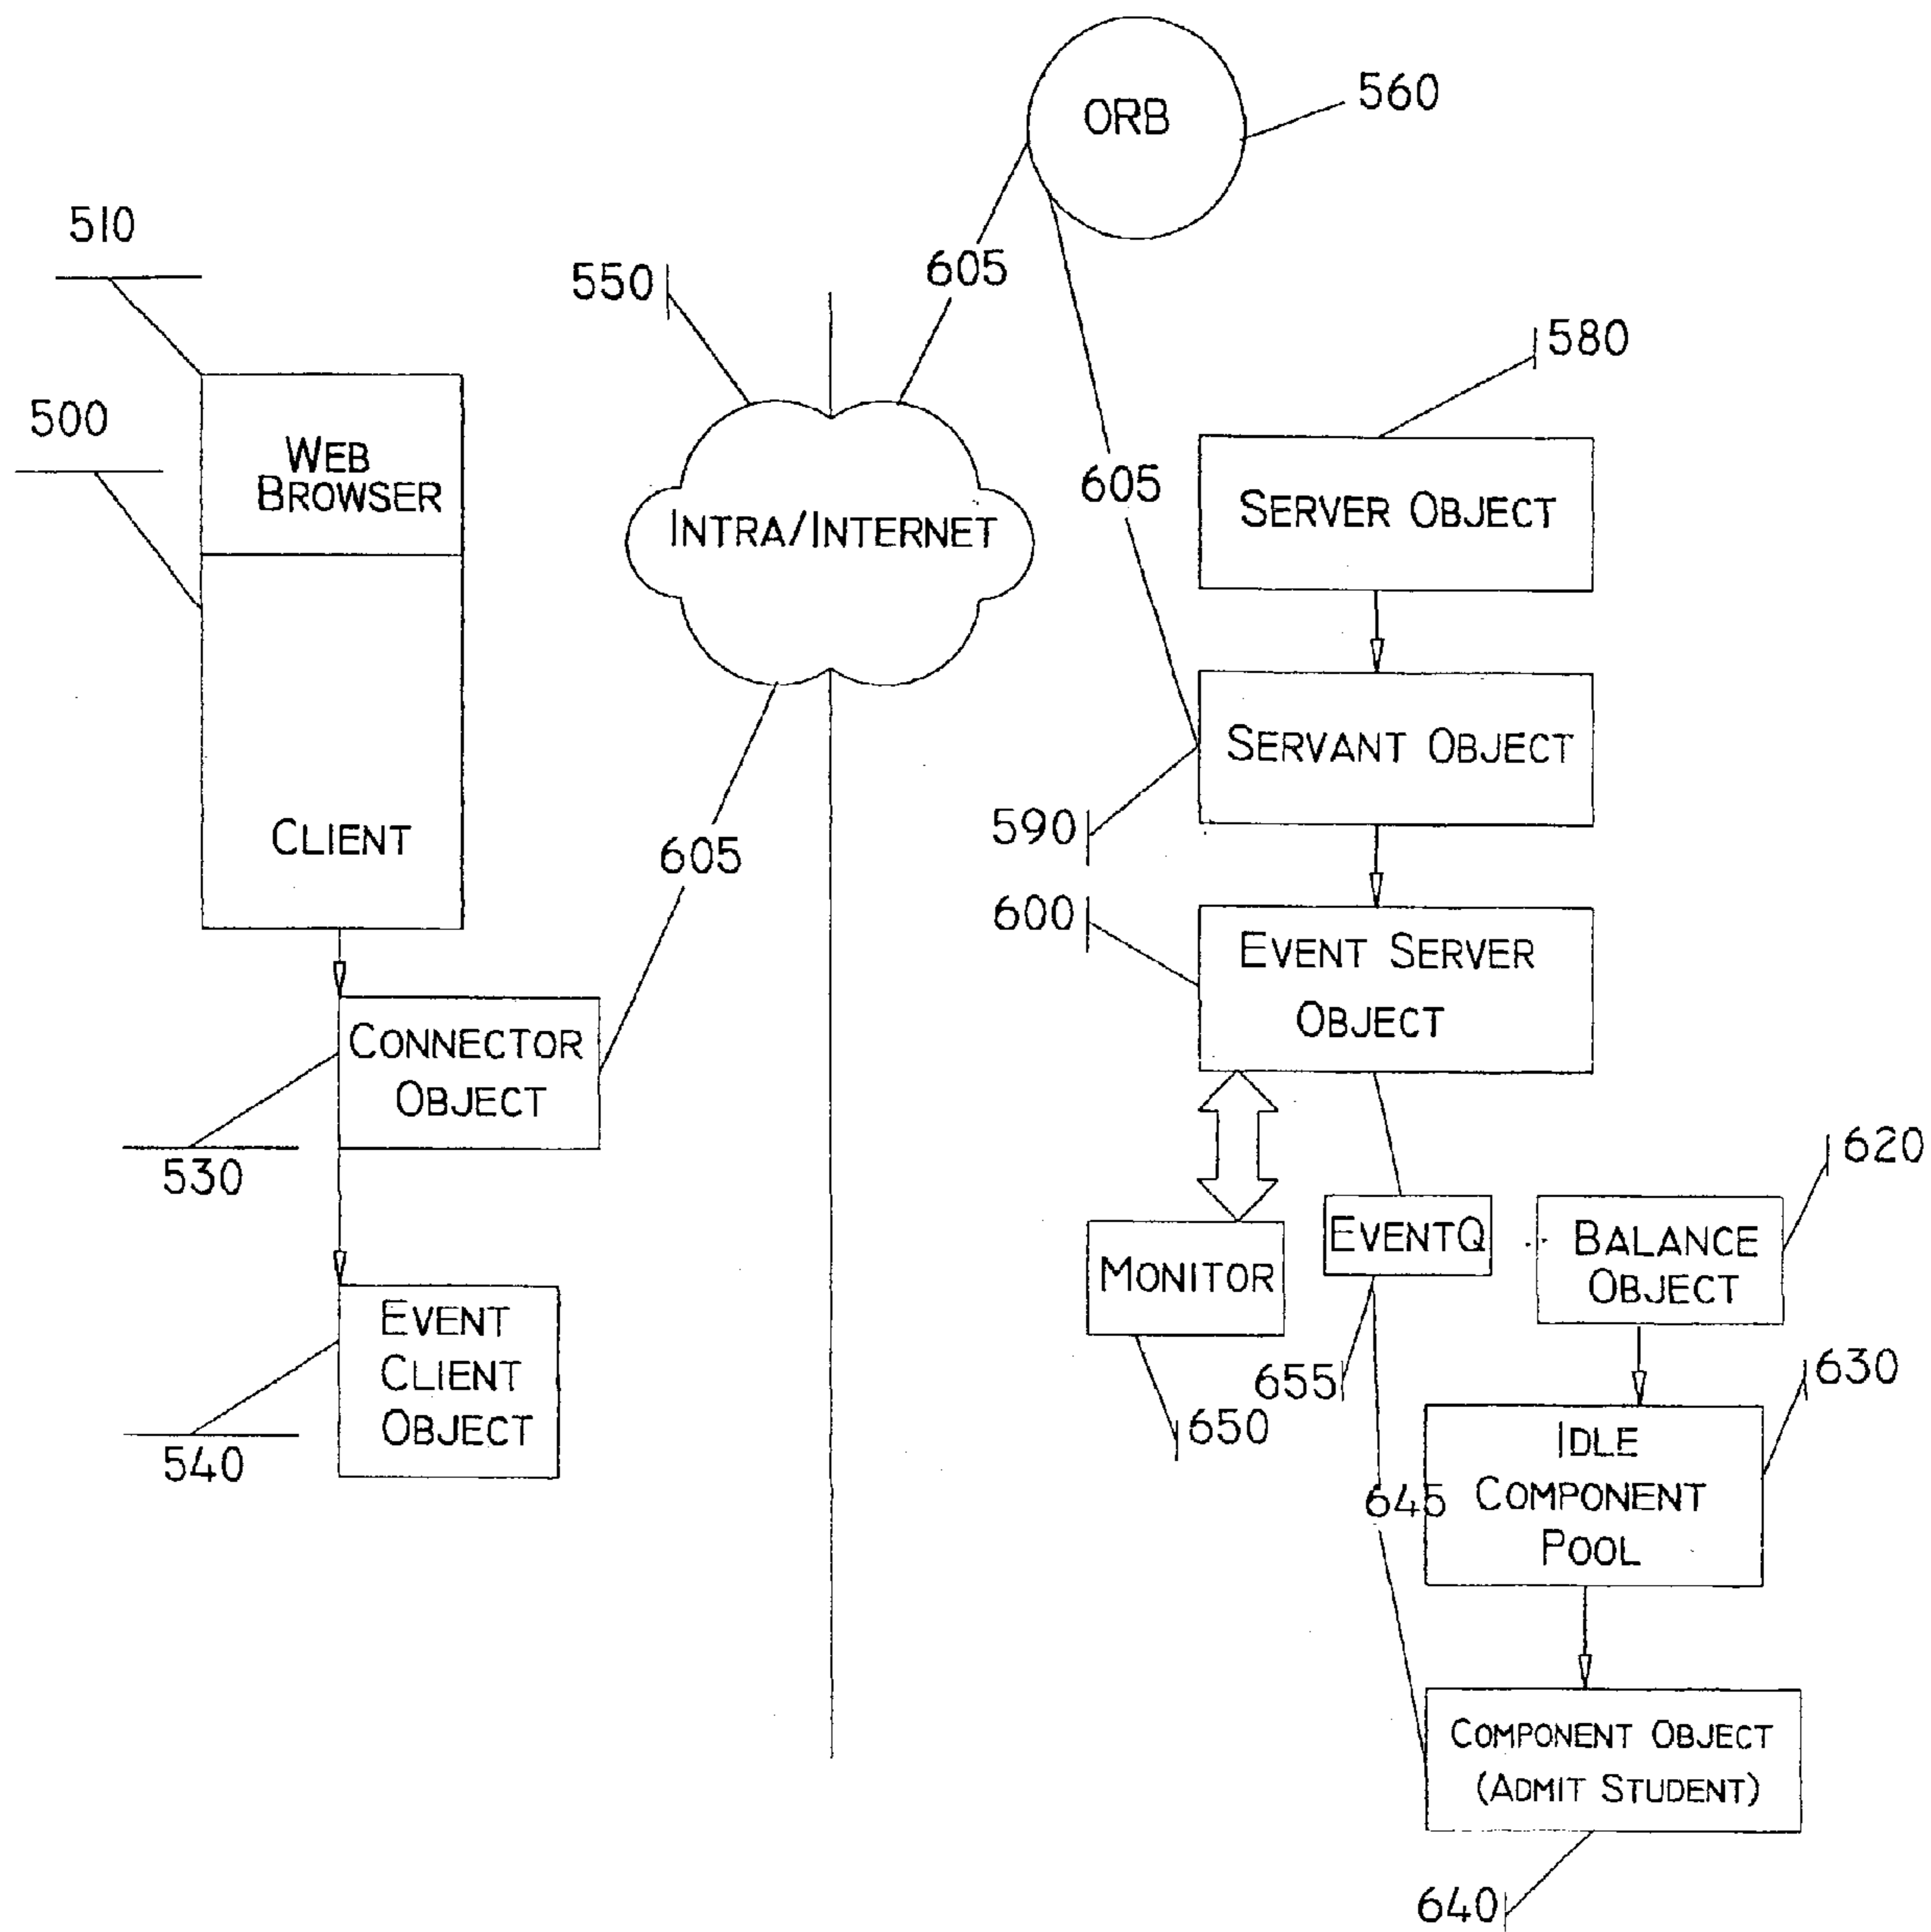 ORB
560
510
550
605
580
500
WEB
BROWSER
INTRA/INTERNET
605
SERVER OBJECT
SERVANT OBJECT
590
CLIENT
605
600
EVENT SERVER
OBJECT
CONNECTOR
OBJECT
530
620
EVENTQ
BALANCE
OBJECT
MONITOR
EVENT
CLIENT
OBJECT
655
630
650
540
IDLE
COMPONENT
POOL
645
COMPONENT OBJECT
(ADMIT STUDENT)
640